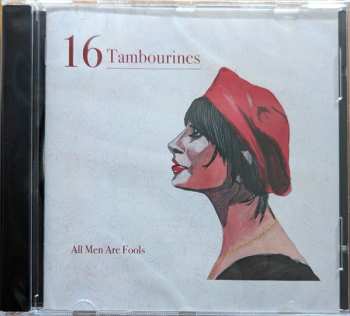 16 Tambourines
All Men Are Fools